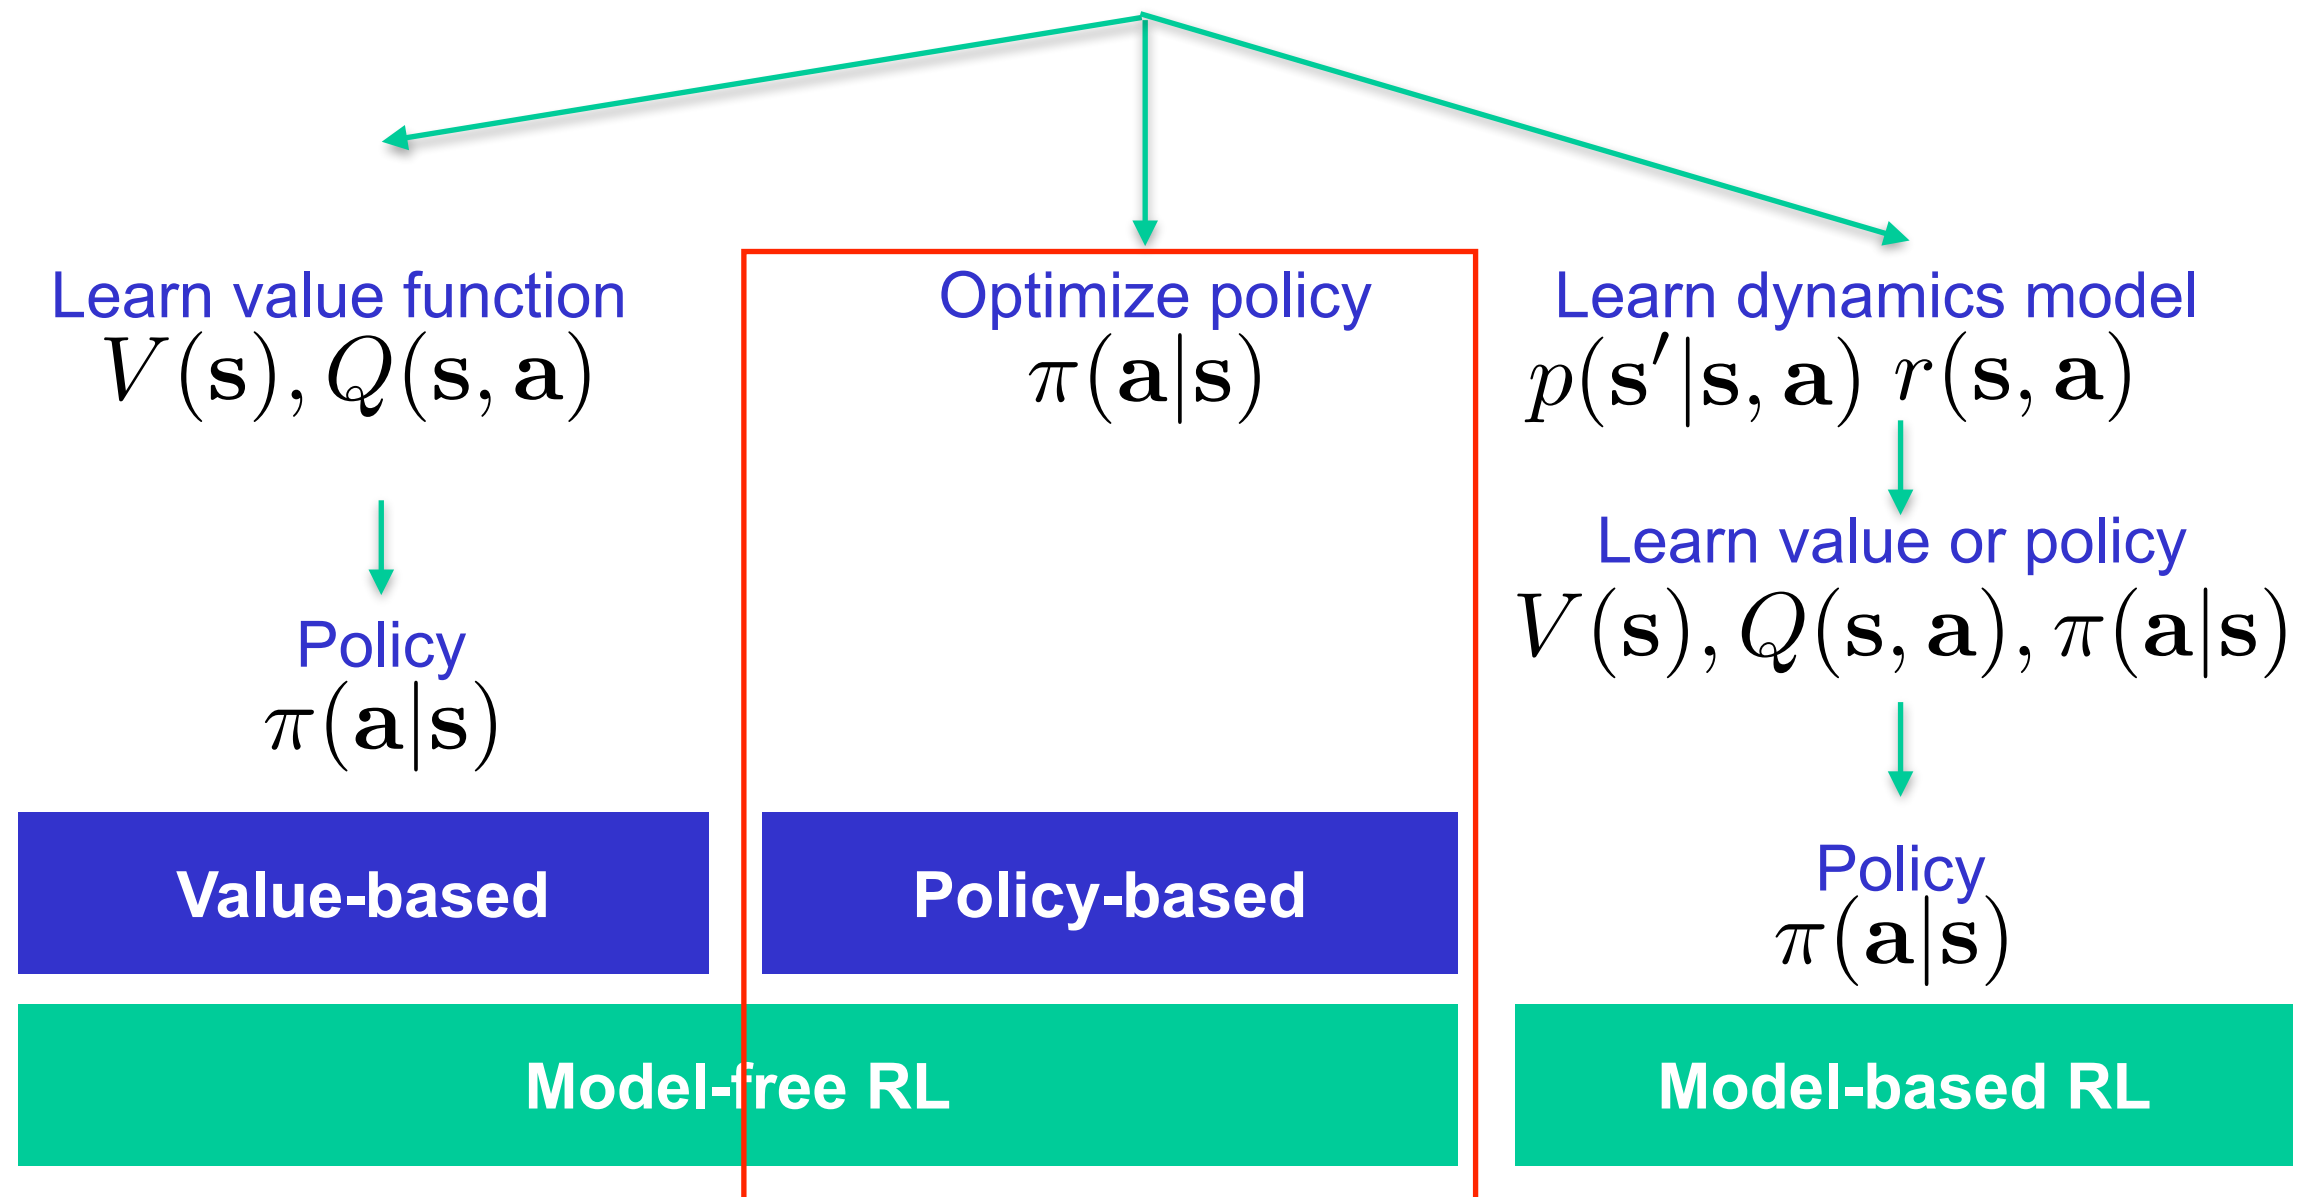 Learn value function
V(s), Q(s, a)
Policy
π(a|s)
Value-based
Optimize policy
π(a|s)
Policy-based
Model-free RL
Learn dynamics model
p(s′|s, a) r(s, a)
Learn value or policy
V(s), Q(s, a), π(a|s)
Policy
π(a|s)
Model-based RL